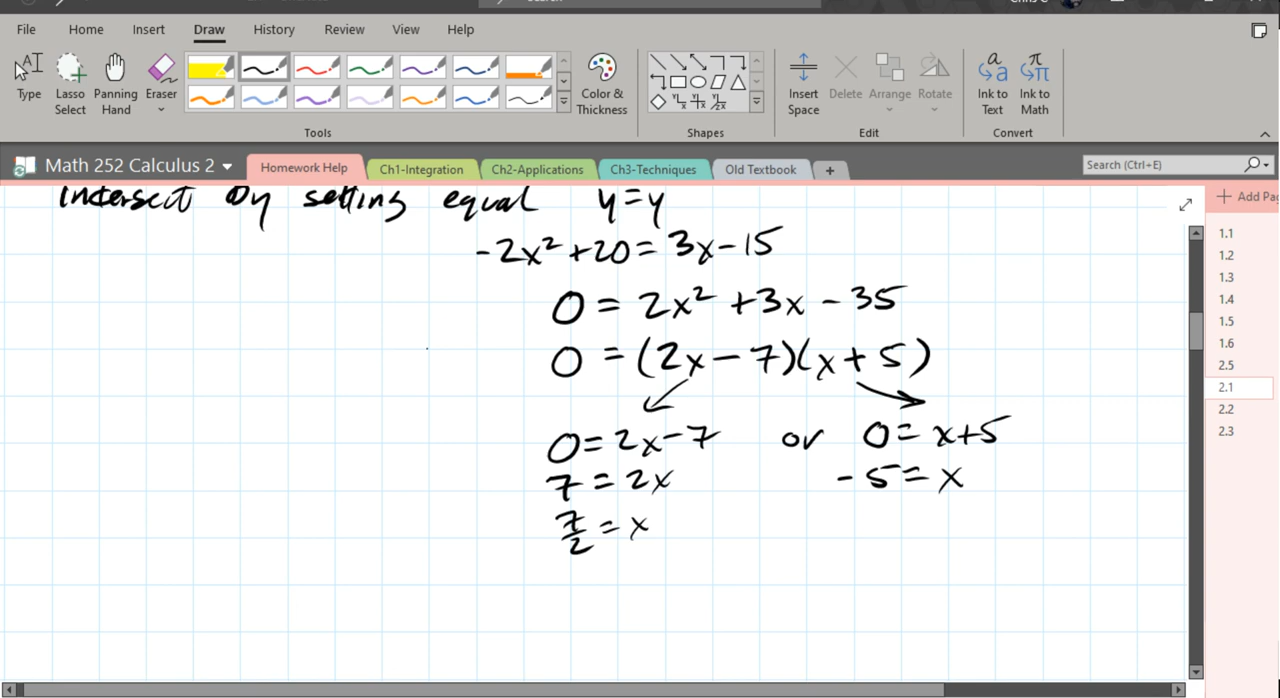 Search
Chris C
File Home Insert Draw History Review View Help
Type Lasso Select Panning Hand Eraser Color & Thickness Insert Space Delete Arrange Rotate Ink to Text Ink to Math
Tools Shapes Edit Convert
Math 252 Calculus 2 Homework Help Ch1-Integration Ch2-Applications Ch3-Techniques Old Textbook + Search (Ctrl+E)
Intersect by setting equal y=y
-2x²+20=3x-15
0=2x²+3x-35
0=(2x-7)(x+5)
0=2x-7 or 0=x+5
7=2x -5=x
7/2=x
+ Add Pag
1.1
1.2
1.3
1.4
1.5
1.6
2.5
2.1
2.2
2.3